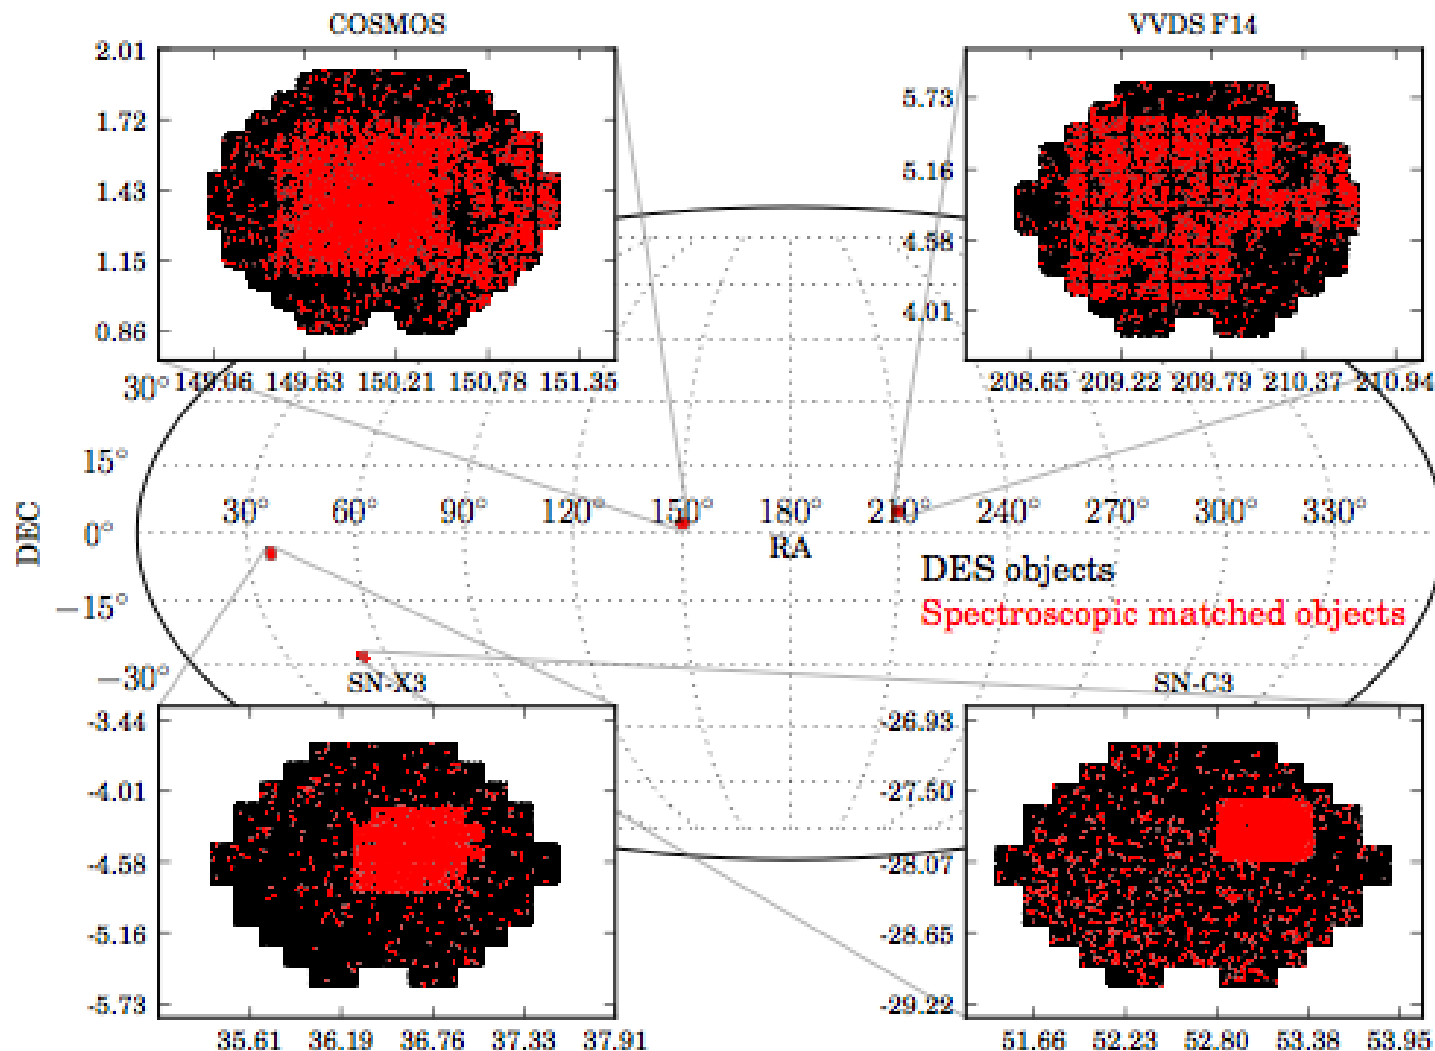 COSMOS
VVDS F14
2.01
1.72
1.43
1.15
0.86
149.06 149.63 150.21 150.78 151.35
5.73
5.16
4.58
4.01
208.65 209.22 209.79 210.37 210.94
30°
15°
0°
−15°
−30°
DEC
30° 60° 90° 120° 150° 180° 210° 240° 270° 300° 330°
RA
DES objects
Spectroscopic matched objects
SN-X3
SN-C3
-3.44
-4.01
-4.58
-5.16
-5.73
35.61 36.19 36.76 37.33 37.91
-26.93
-27.50
-28.07
-28.65
-29.22
51.66 52.23 52.80 53.38 53.95